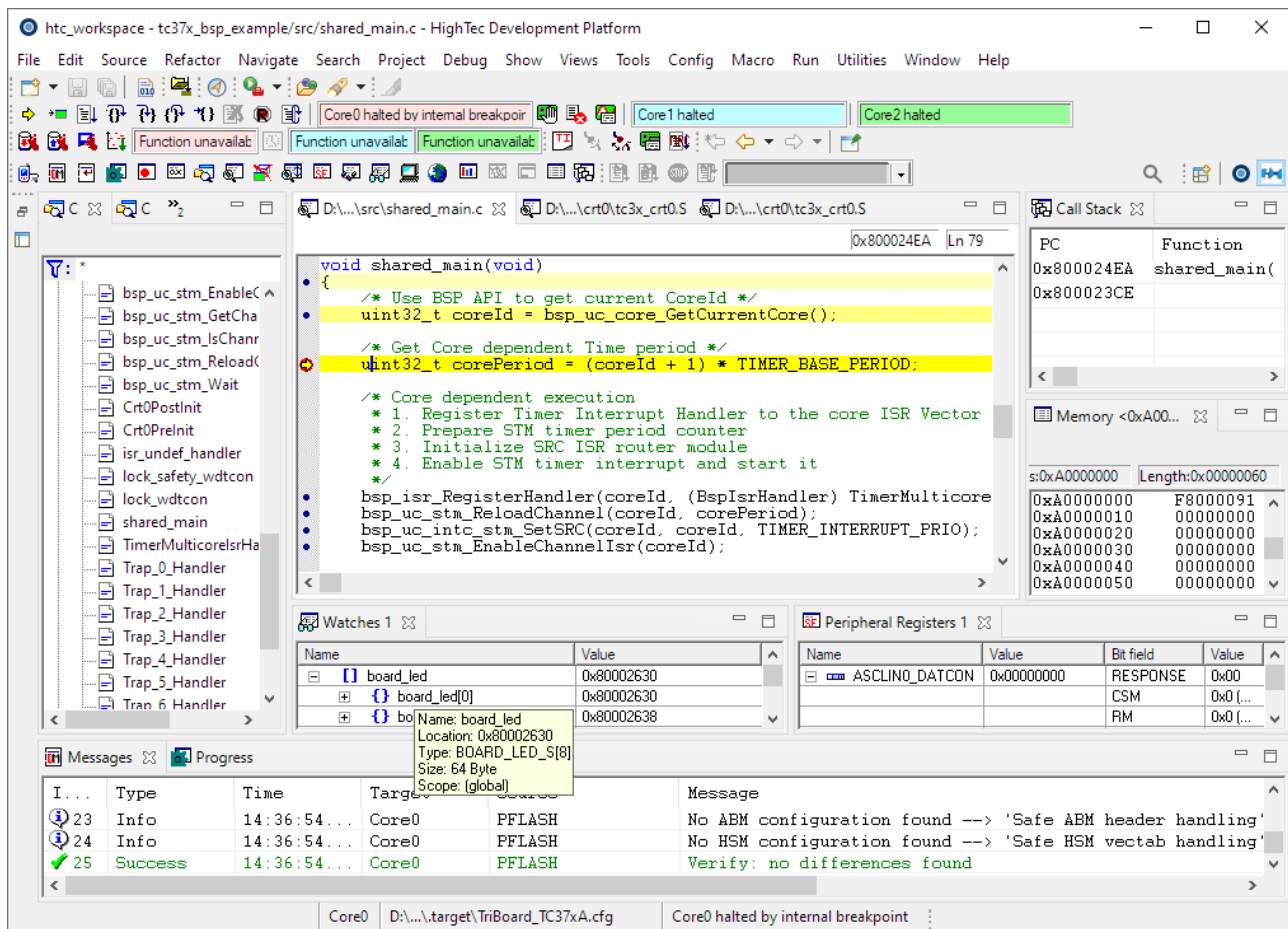 htc_workspace - tc37x_bsp_example/src/shared_main.c - HighTec Development Platform
File Edit Source Refactor Navigate Search Project Debug Show Views Tools Config Macro Run Utilities Window Help
Core0 halted by internal breakpoir Core1 halted Core2 halted
Function unavailab Function unavailab Function unavailab
C C »2
D:\...\src\shared_main.c D:\...\crt0\tc3x_crt0.S D:\...\crt0\tc3x_crt0.S
0x800024EA Ln 79
*
bsp_uc_stm_EnableC
bsp_uc_stm_GetCha
bsp_uc_stm_IsChanr
bsp_uc_stm_ReloadC
bsp_uc_stm_Wait
Crt0PostInit
Crt0PreInit
isr_undef_handler
lock_safety_wdtcon
lock_wdtcon
shared_main
TimerMulticoreIsrHa
Trap_0_Handler
Trap_1_Handler
Trap_2_Handler
Trap_3_Handler
Trap_4_Handler
Trap_5_Handler
Trap_6_Handler
void shared_main(void)
{
/* Use BSP API to get current CoreId */
uint32_t coreId = bsp_uc_core_GetCurrentCore();
/* Get Core dependent Time period */
uint32_t corePeriod = (coreId + 1) * TIMER_BASE_PERIOD;
/* Core dependent execution
* 1. Register Timer Interrupt Handler to the core ISR Vector
* 2. Prepare STM timer period counter
* 3. Initialize SRC ISR router module
* 4. Enable STM timer interrupt and start it
*/
bsp_isr_RegisterHandler(coreId, (BspIsrHandler) TimerMulticore
bsp_uc_stm_ReloadChannel(coreId, corePeriod);
bsp_uc_intc_stm_SetSRC(coreId, coreId, TIMER_INTERRUPT_PRIO);
bsp_uc_stm_EnableChannelIsr(coreId);
Call Stack
PC Function
0x800024EA shared_main(
0x800023CE
Memory <0xA00...
s:0xA0000000 Length:0x00000060
0xA0000000 F8000091
0xA0000010 00000000
0xA0000020 00000000
0xA0000030 00000000
0xA0000040 00000000
0xA0000050 00000000
Watches 1
Name Value
board_led 0x80002630
board_led[0] 0x80002630
bo 0x80002638
Name: board_led
Location: 0x80002630
Type: BOARD_LED_S[8]
Size: 64 Byte
Scope: (global)
Peripheral Registers 1
Name Value Bit field Value
ASCLIN0_DATCON 0x00000000 RESPONSE 0x00
CSM 0x0 (...
RM 0x0 (...
Messages Progress
I... Type Time Target Message
23 Info 14:36:54... Core0 PFLASH No ABM configuration found --> 'Safe ABM header handling'
24 Info 14:36:54... Core0 PFLASH No HSM configuration found --> 'Safe HSM vectab handling'
25 Success 14:36:54... Core0 PFLASH Verify: no differences found
Core0 D:\...\.target\TriBoard_TC37xA.cfg Core0 halted by internal breakpoint